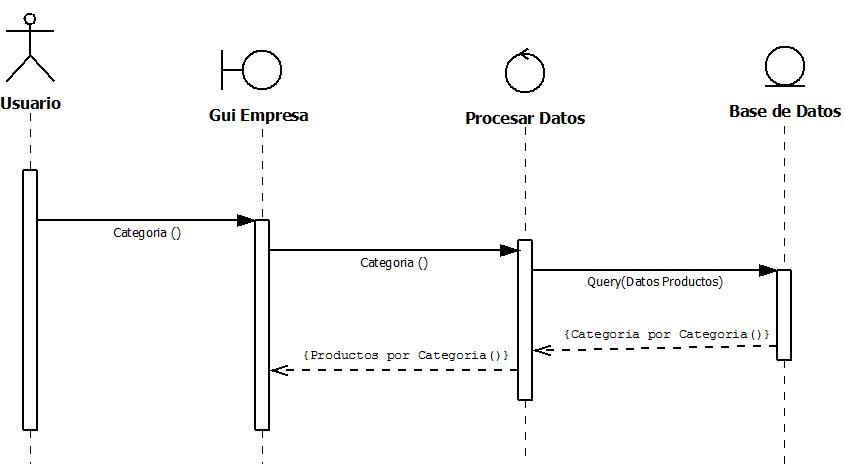 Usuario
Gui Empresa
Procesar Datos
Base de Datos
Categoria ()
Categoria ()
Query(Datos Productos)
{Categoria por Categoria()}
{Productos por Categoria()}